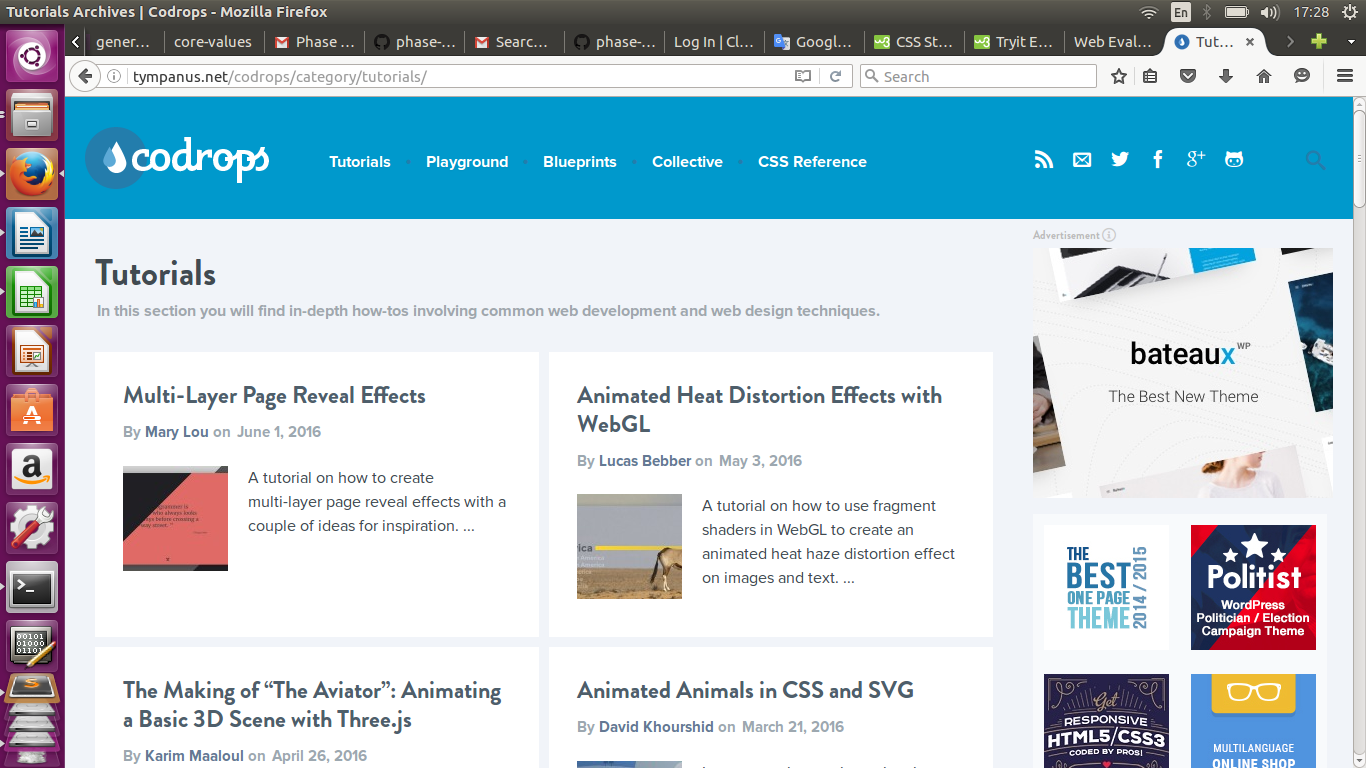 Tutorials Archives | Codrops - Mozilla Firefox
En
17:28
gener...
core-values
Phase ...
phase-...
Searc...
phase-...
Log In | Cl...
Google...
CSS St...
Tryit E...
Web Eval...
Tut...
tympanus.net/codrops/category/tutorials/
Search
codrops
Tutorials
Playground
Blueprints
Collective
CSS Reference
Advertisement
Tutorials
In this section you will find in-depth how-tos involving common web development and web design techniques.
Multi-Layer Page Reveal Effects
By Mary Lou on June 1, 2016
A tutorial on how to create
multi-layer page reveal effects with a
couple of ideas for inspiration. ...
Animated Heat Distortion Effects with
WebGL
By Lucas Bebber on May 3, 2016
A tutorial on how to use fragment
shaders in WebGL to create an
animated heat haze distortion effect
on images and text. ...
The Making of “The Aviator”: Animating
a Basic 3D Scene with Three.js
By Karim Maaloul on April 26, 2016
Animated Animals in CSS and SVG
By David Khourshid on March 21, 2016
bateaux WP
The Best New Theme
THE
BEST
ONE PAGE
THEME
2014 / 2015
Politist
WordPress
Politician / Election
Campaign Theme
Get
RESPONSIVE
HTML5/CSS3
CODED BY PROS!
MULTILANGUAGE
ONLINE SHOP